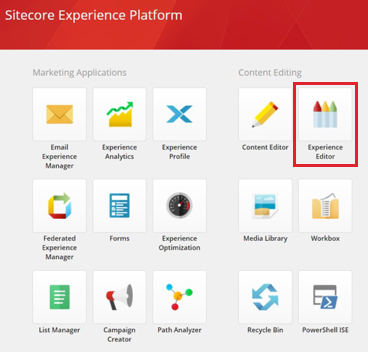 Sitecore Experience Platform
Marketing Applications
Content Editing
Email
Experience
Manager
Experience
Analytics
Experience
Profile
Content Editor
Experience
Editor
Federated
Experience
Manager
Forms
Experience
Optimization
Media Library
Workbox
List Manager
Campaign
Creator
Path Analyzer
Recycle Bin
PowerShell ISE